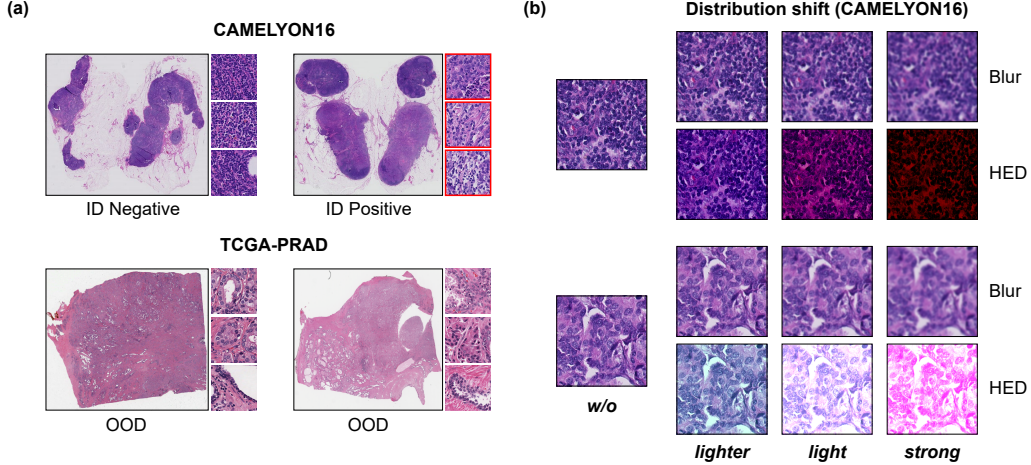 (a)
CAMELYON16
ID Negative
ID Positive
TCGA-PRAD
OOD
OOD
(b)
Distribution shift (CAMELYON16)
Blur
HED
Blur
HED
w/o
lighter
light
strong